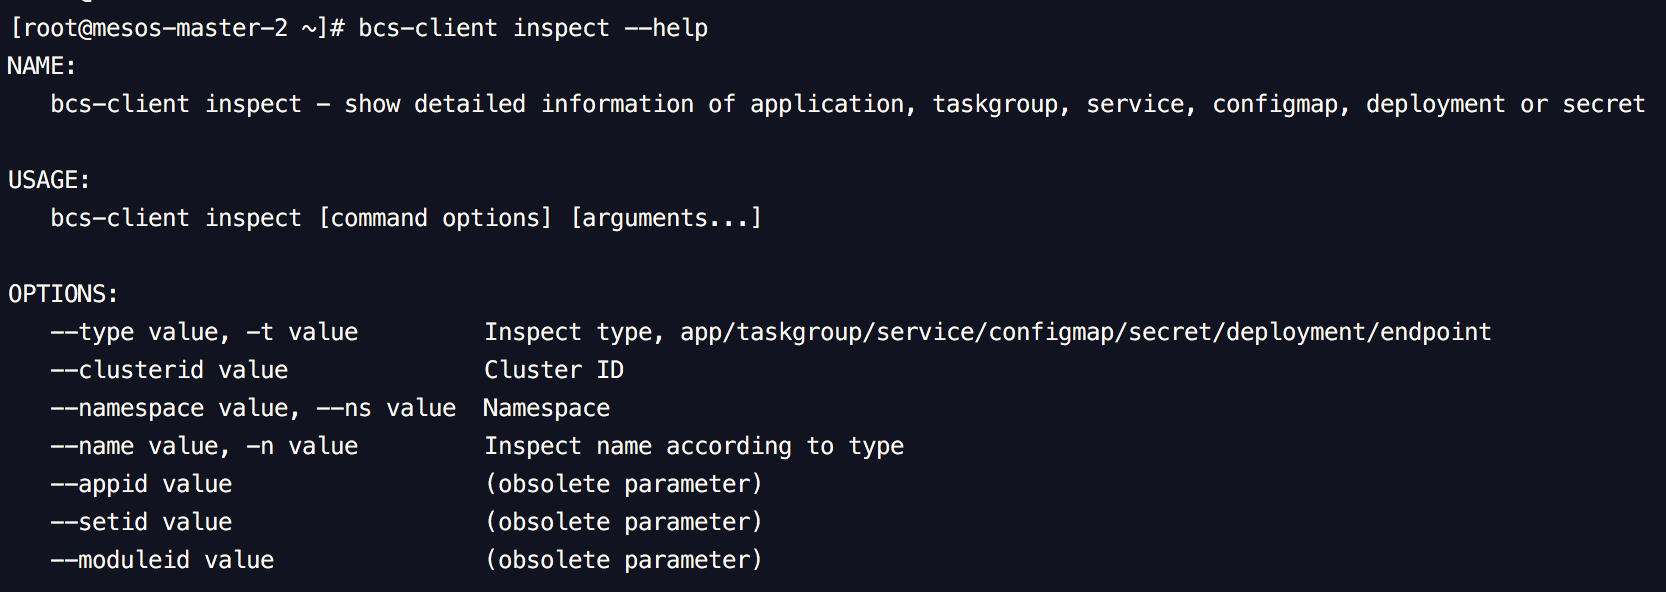 [root@mesos-master-2 ~]# bcs-client inspect --help
NAME:
   bcs-client inspect - show detailed information of application, taskgroup, service, configmap, deployment or secret

USAGE:
   bcs-client inspect [command options] [arguments...]

OPTIONS:
   --type value, -t value         Inspect type, app/taskgroup/service/configmap/secret/deployment/endpoint
   --clusterid value              Cluster ID
   --namespace value, --ns value  Namespace
   --name value, -n value         Inspect name according to type
   --appid value                  (obsolete parameter)
   --setid value                  (obsolete parameter)
   --moduleid value               (obsolete parameter)